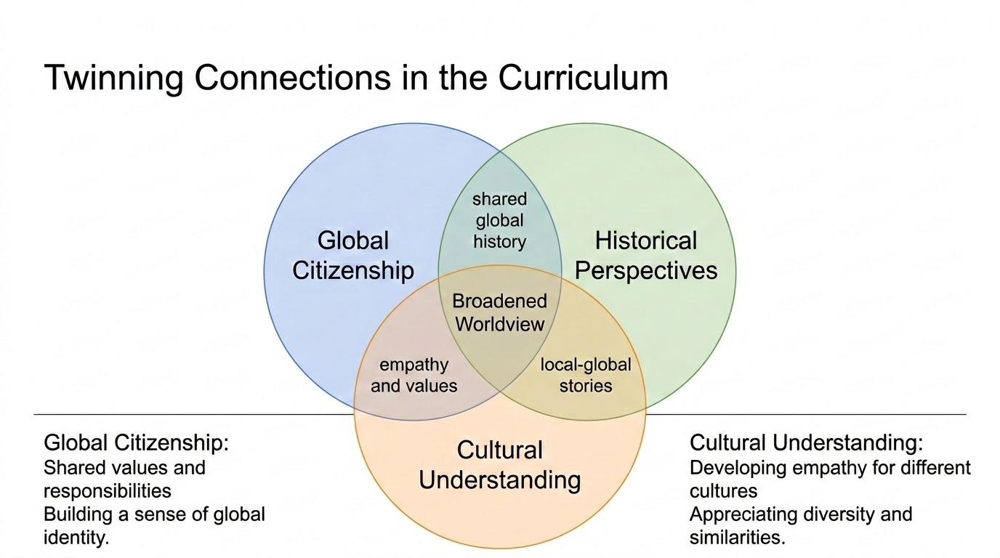 Twinning Connections in the Curriculum
shared
global
history
Global
Citizenship
Historical
Perspectives
Broadened
Worldview
empathy
and values
local-global
stories
Cultural
Understanding
Global Citizenship:
Shared values and
responsibilities
Building a sense of global
identity.
Cultural Understanding:
Developing empathy for different
cultures
Appreciating diversity and
similarities.